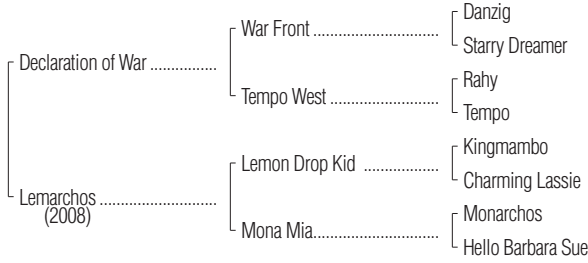 Danzig
War Front ..........................
Starry Dreamer
Declaration of War ................
Rahy
Tempo West ..........................
Tempo
Kingmambo
Lemon Drop Kid ..................
Charming Lassie
Lemarchos ............................
(2008)
Monarchos
Mona Mia..............................
Hello Barbara Sue